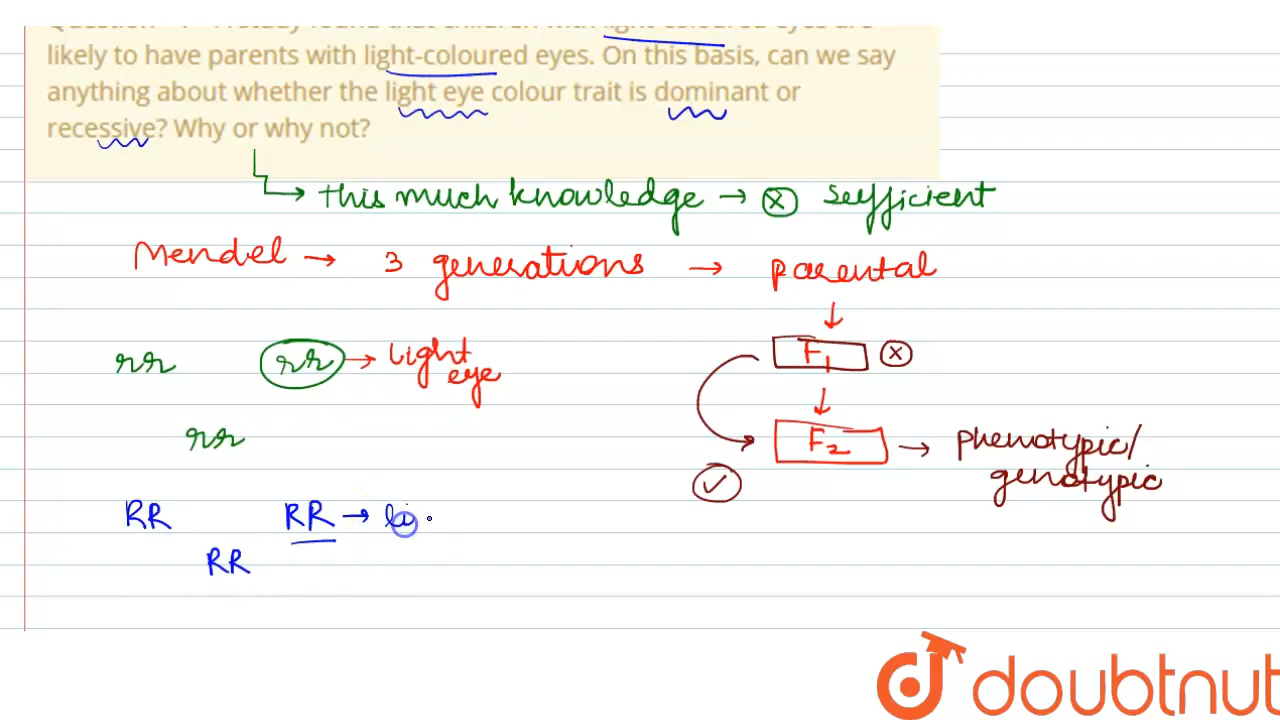 likely to have parents with light-coloured eyes. On this basis, can we say
anything about whether the light eye colour trait is dominant or
recessive? Why or why not?
this much knowledge → ⓧ sufficient
Mendel → 3 generations → parental
↓
rr rr → light eye
F1 ⓧ
↓
rr
F2 → phenotypic/
genotypic
✓
RR RR → li
RR
doubtnut